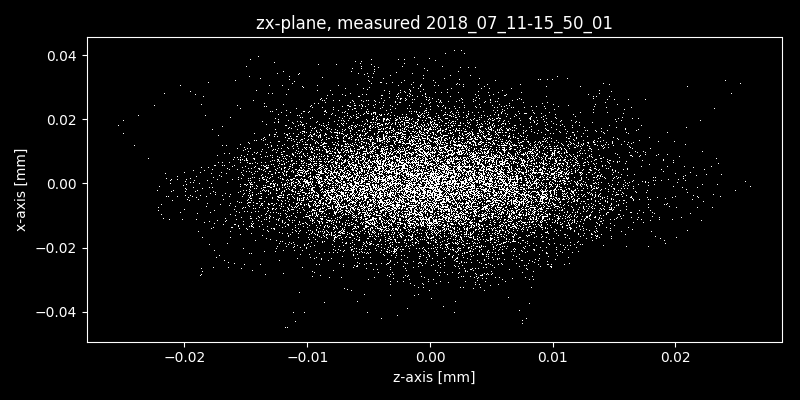 zx-plane, measured 2018_07_11-15_50_01
0.04
0.02
0.00
−0.02
−0.04
x-axis [mm]
−0.02 −0.01 0.00 0.01 0.02
z-axis [mm]